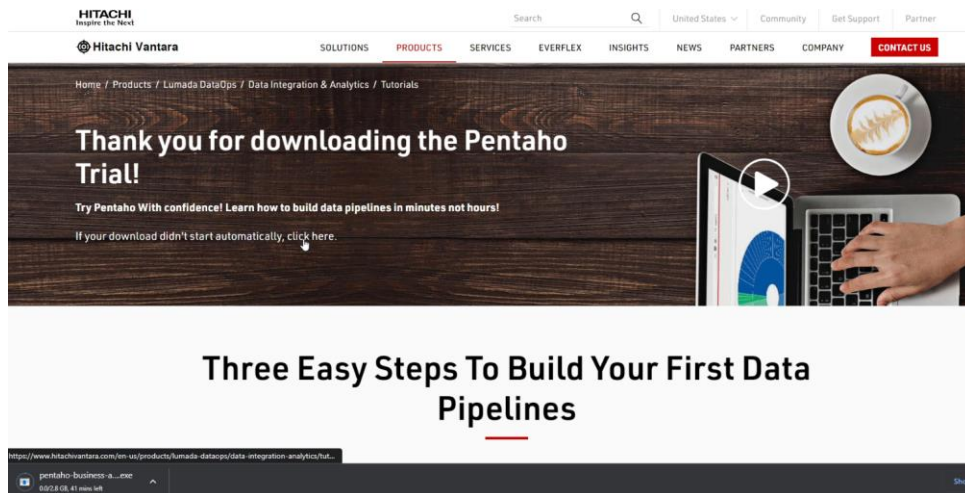 HITACHI
Inspire the Next
Search
United States
Community
Get Support
Partner
Hitachi Vantara
SOLUTIONS
PRODUCTS
SERVICES
EVERFLEX
INSIGHTS
NEWS
PARTNERS
COMPANY
CONTACT US
Home / Products / Lumada DataOps / Data Integration & Analytics / Tutorials
Thank you for downloading the Pentaho
Trial!
Try Pentaho With confidence! Learn how to build data pipelines in minutes not hours!
If your download didn't start automatically, click here.
Three Easy Steps To Build Your First Data
Pipelines
https://www.hitachivantara.com/en-us/products/lumada-dataops/data-integration-analytics/tut...
pentaho-business-a....exe
0.0/2.8 GB, 41 mins left